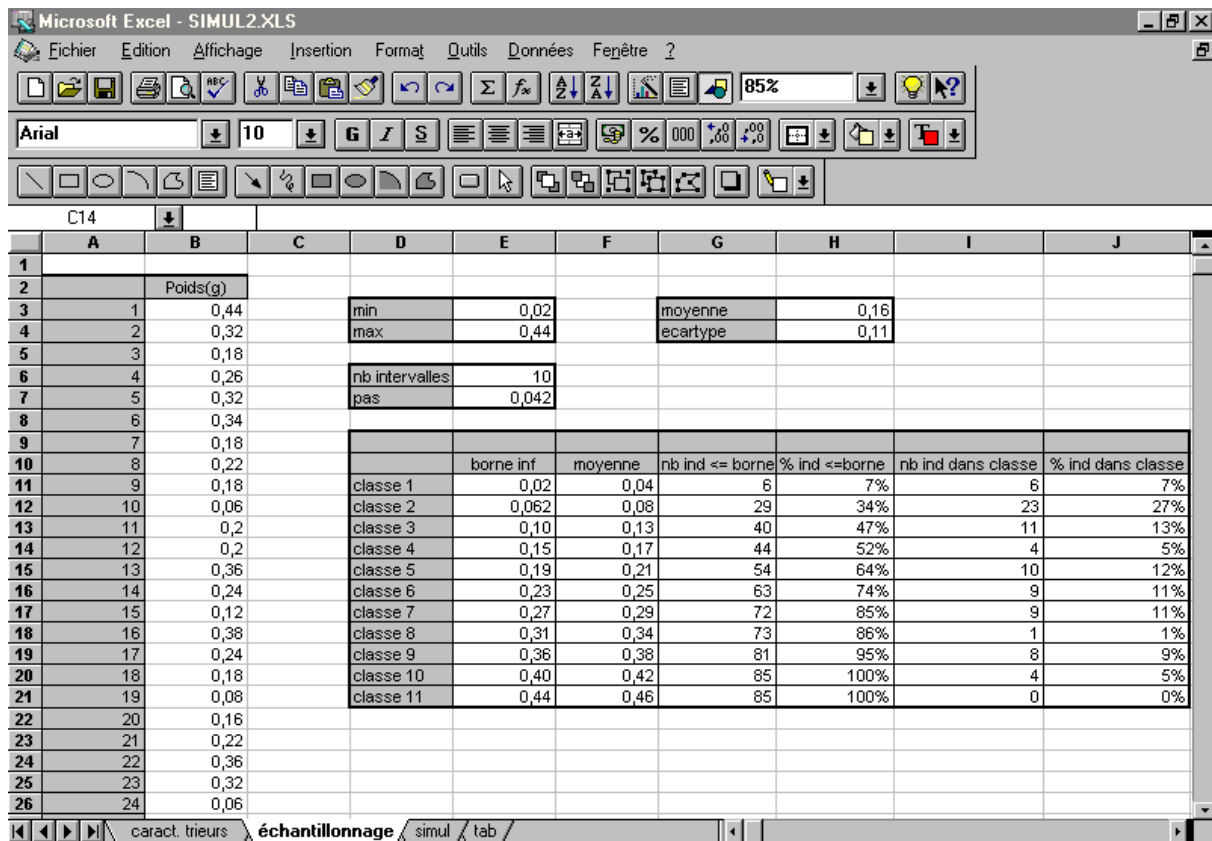 Microsoft Excel - SIMUL2.XLS
Fichier Edition Affichage Insertion Format Outils Données Fenêtre ?
85%
Arial 10 G I S % 000
C14
A B C D E F G H I J
1
2 Poids(g)
3 1 0,44 min 0,02 moyenne 0,16
4 2 0,32 max 0,44 ecartype 0,11
5 3 0,18
6 4 0,26 nb intervalles 10
7 5 0,32 pas 0,042
8 6 0,34
9 7 0,18
10 8 0,22 borne inf moyenne nb ind <= borne % ind <=borne nb ind dans classe % ind dans classe
11 9 0,18 classe 1 0,02 0,04 6 7% 6 7%
12 10 0,06 classe 2 0,062 0,08 29 34% 23 27%
13 11 0,2 classe 3 0,10 0,13 40 47% 11 13%
14 12 0,2 classe 4 0,15 0,17 44 52% 4 5%
15 13 0,36 classe 5 0,19 0,21 54 64% 10 12%
16 14 0,24 classe 6 0,23 0,25 63 74% 9 11%
17 15 0,12 classe 7 0,27 0,29 72 85% 9 11%
18 16 0,38 classe 8 0,31 0,34 73 86% 1 1%
19 17 0,24 classe 9 0,36 0,38 81 95% 8 9%
20 18 0,18 classe 10 0,40 0,42 85 100% 4 5%
21 19 0,08 classe 11 0,44 0,46 85 100% 0 0%
22 20 0,16
23 21 0,22
24 22 0,36
25 23 0,32
26 24 0,06
caract. trieurs échantillonnage simul tab